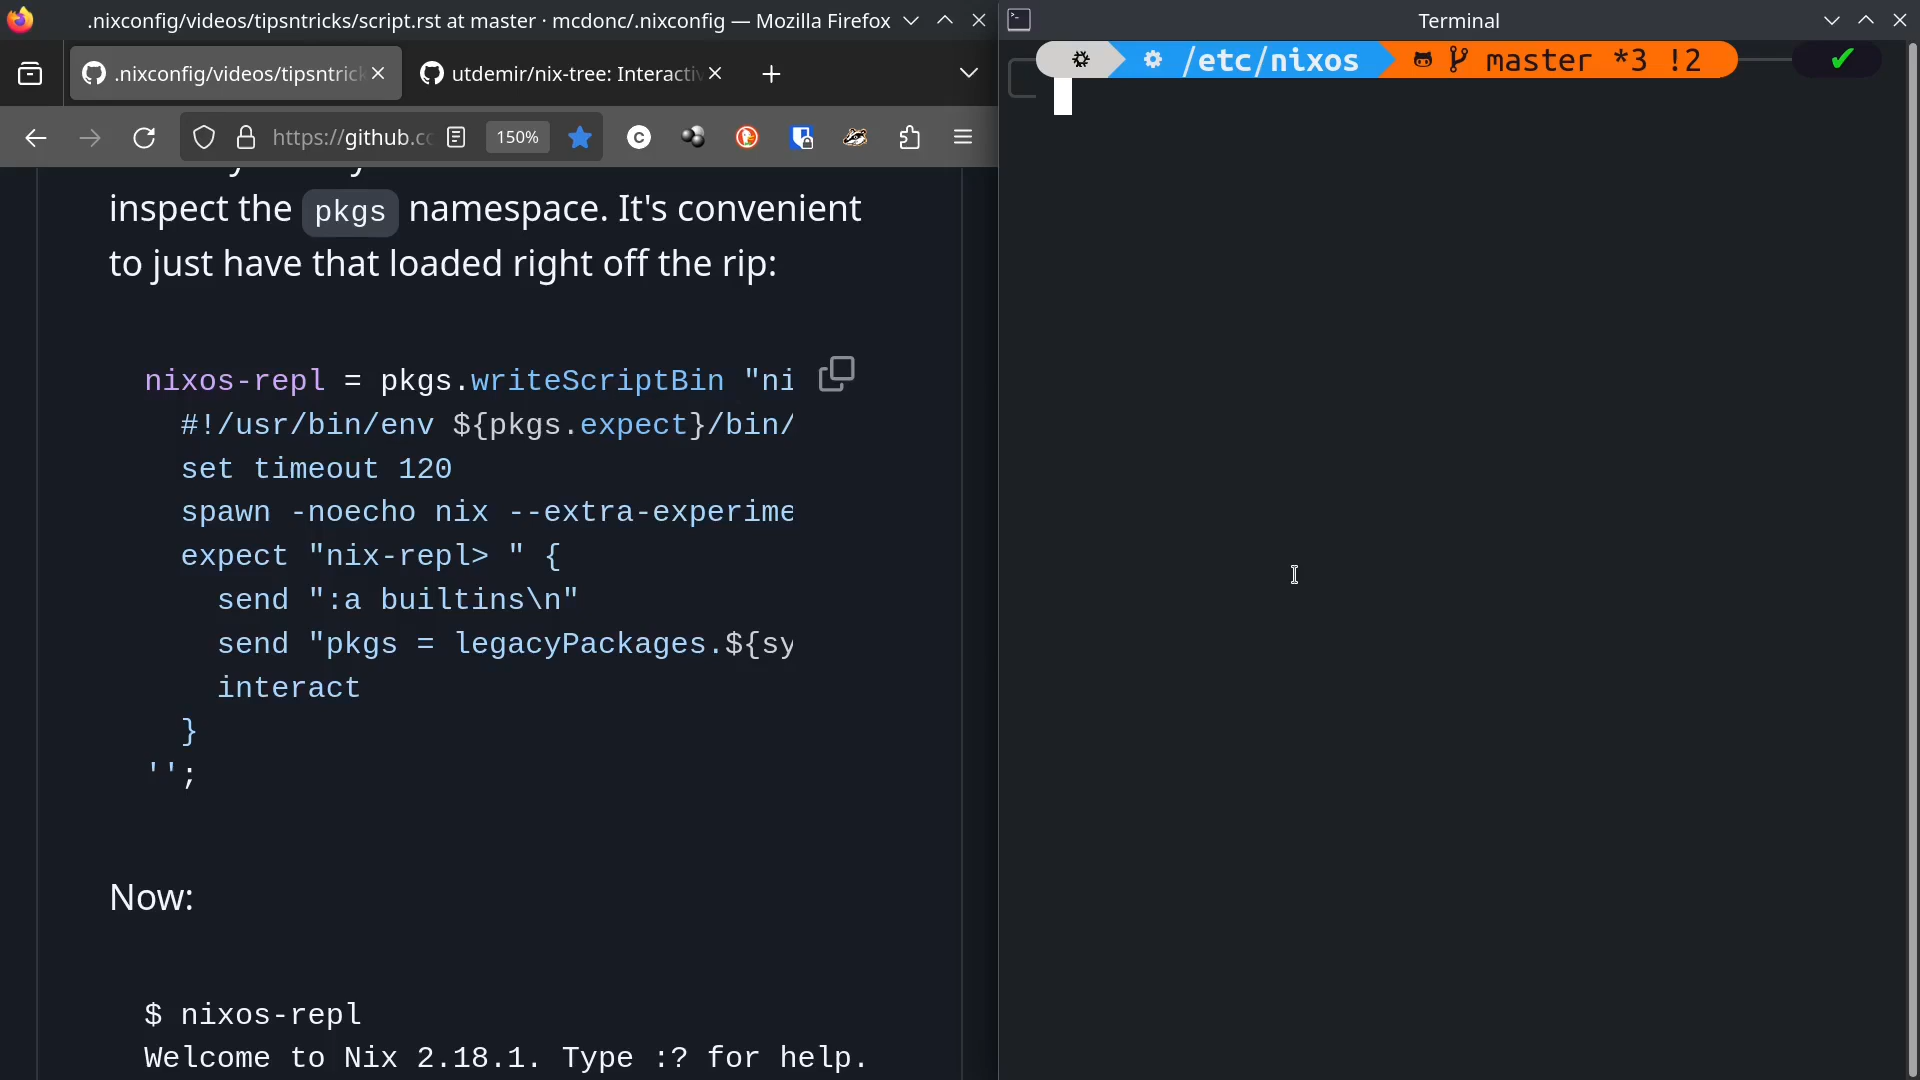 .nixconfig/videos/tipsntricks/script.rst at master · mcdonc/.nixconfig — Mozilla Firefox
Terminal
.nixconfig/videos/tipsntrick
utdemir/nix-tree: Interactiv
https://github.co
150%
/etc/nixos
master *3 !2
inspect the pkgs namespace. It's convenient
to just have that loaded right off the rip:
nixos-repl = pkgs.writeScriptBin "ni
#!/usr/bin/env ${pkgs.expect}/bin/
set timeout 120
spawn -noecho nix --extra-experime
expect "nix-repl> " {
send ":a builtins\n"
send "pkgs = legacyPackages.${sy
interact
}
'';
Now:
$ nixos-repl
Welcome to Nix 2.18.1. Type :? for help.